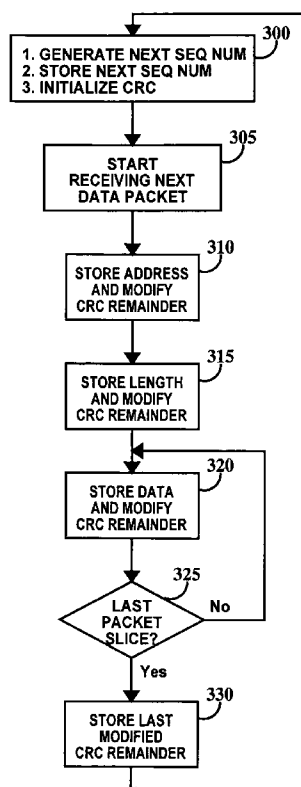 300
1. GENERATE NEXT SEQ NUM
2. STORE NEXT SEQ NUM
3. INITIALIZE CRC
305
START
RECEIVING NEXT
DATA PACKET
310
STORE ADDRESS
AND MODIFY
CRC REMAINDER
315
STORE LENGTH
AND MODIFY
CRC REMAINDER
320
STORE DATA
AND MODIFY
CRC REMAINDER
325
LAST
PACKET
SLICE?
No
Yes
330
STORE LAST
MODIFIED
CRC REMAINDER